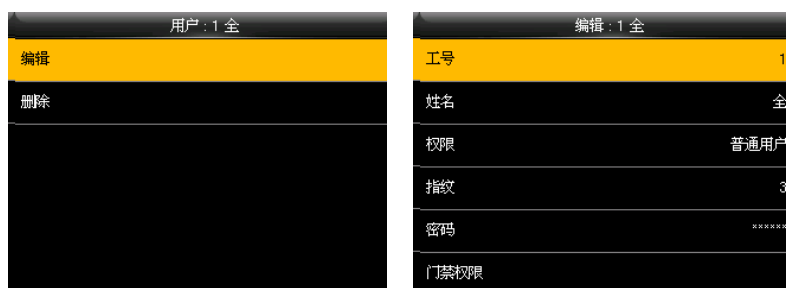 用户 : 1 全
编辑
删除
编辑 : 1 全
工号 1
姓名 全
权限 普通用户
指纹 3
密码 ******
门禁权限